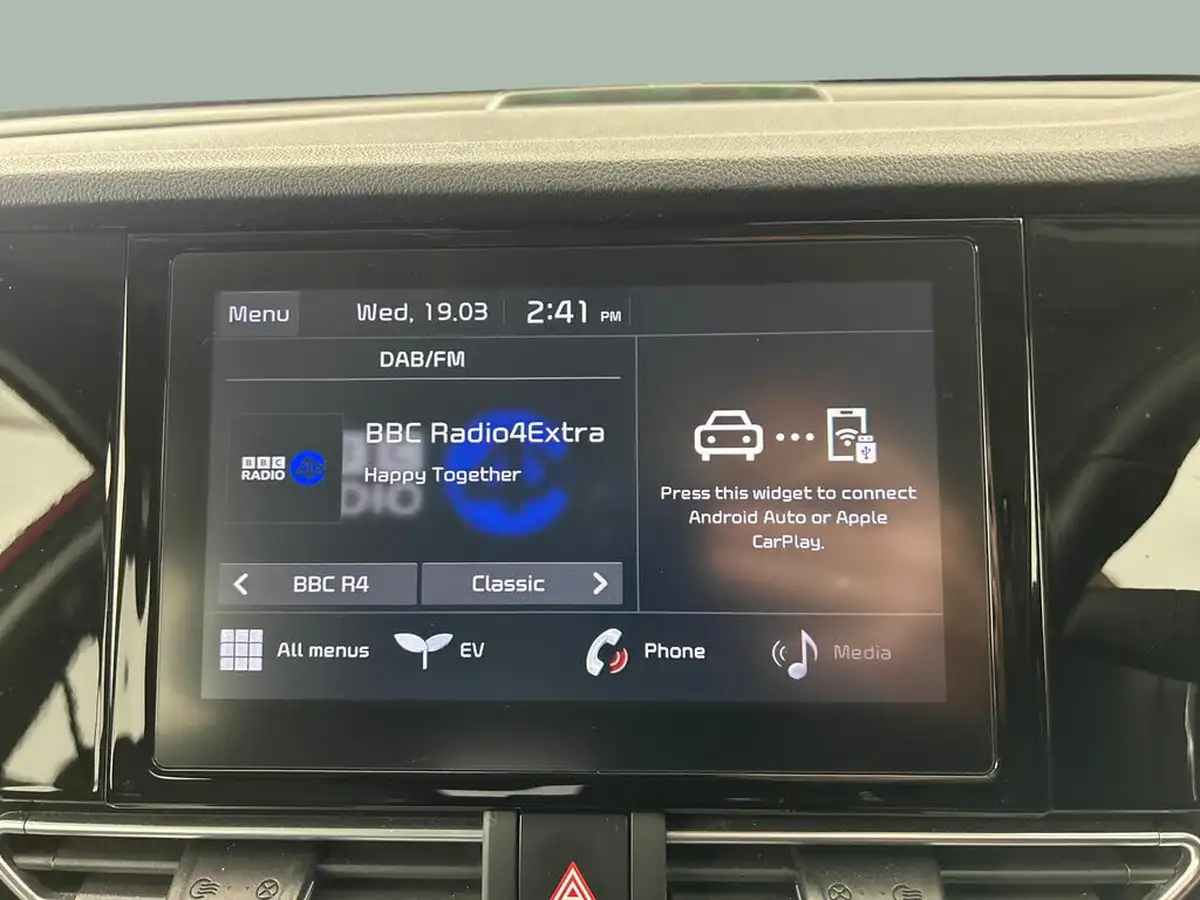 Menu
Wed, 19.03
2:41 PM
DAB/FM
BBC Radio4Extra
Happy Together
BBC
RADIO 4x
BBC R4
Classic
Press this widget to connect
Android Auto or Apple
CarPlay.
All menus
EV
Phone
Media